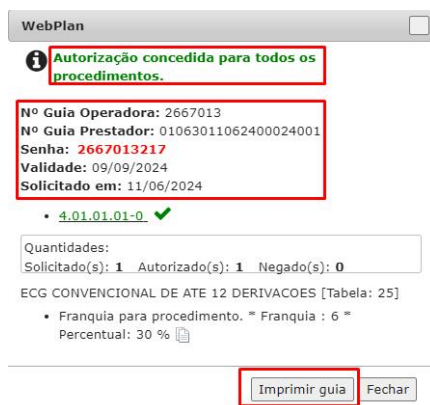 WebPlan
Autorização concedida para todos os
procedimentos.
Nº Guia Operadora: 2667013
Nº Guia Prestador: 01063011062400024001
Senha: 2667013217
Validade: 09/09/2024
Solicitado em: 11/06/2024
• 4.01.01.01-0
Quantidades:
Solicitado(s): 1 Autorizado(s): 1 Negado(s): 0
ECG CONVENCIONAL DE ATE 12 DERIVACOES [Tabela: 25]
• Franquia para procedimento. * Franquia : 6 *
Percentual: 30 %
Imprimir guia Fechar